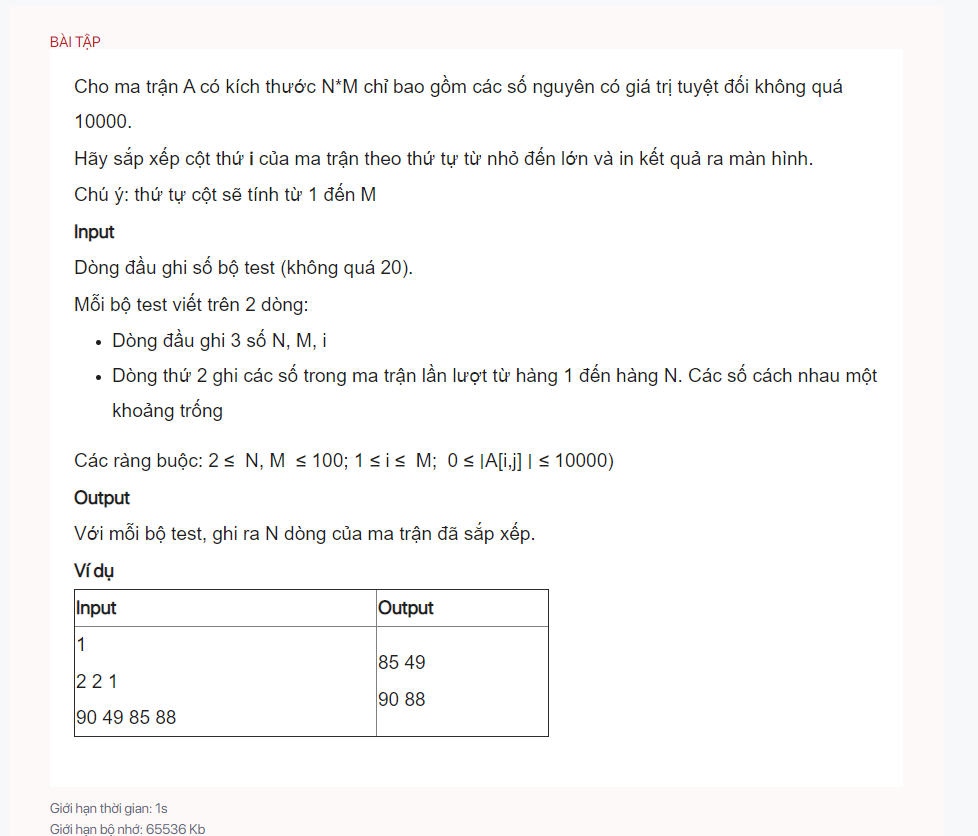 BÀI TẬP
Cho ma trận A có kích thước N*M chỉ bao gồm các số nguyên có giá trị tuyệt đối không quá
10000.
Hãy sắp xếp cột thứ i của ma trận theo thứ tự từ nhỏ đến lớn và in kết quả ra màn hình.
Chú ý: thứ tự cột sẽ tính từ 1 đến M
Input
Dòng đầu ghi số bộ test (không quá 20).
Mỗi bộ test viết trên 2 dòng:
• Dòng đầu ghi 3 số N, M, i
• Dòng thứ 2 ghi các số trong ma trận lần lượt từ hàng 1 đến hàng N. Các số cách nhau một
khoảng trống
Các ràng buộc: 2 ≤ N, M ≤ 100; 1 ≤ i ≤ M; 0 ≤ |A[i,j] | ≤ 10000)
Output
Với mỗi bộ test, ghi ra N dòng của ma trận đã sắp xếp.
Ví dụ
Input Output
1
2 2 1
90 49 85 88
85 49
90 88
Giới hạn thời gian: 1s
Giới hạn bộ nhớ: 65536 Kb